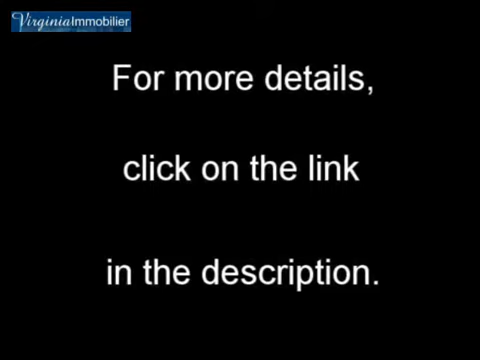 VirginiaImmobilier
For more details,
click on the link
in the description.